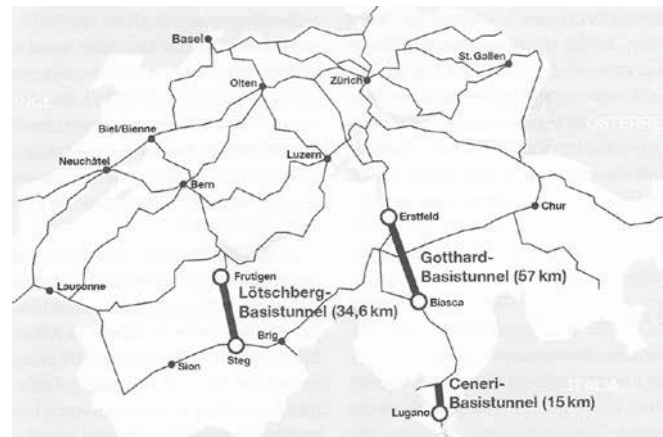 Basel
St. Gallen
Olten
Zürich
ÖSTERRE
Biel/Bienne
Luzern
Neuchâtel
Bern
Chur
Erstfeld
Gotthard-
Basistunnel (57 km)
Frutigen
Lausanne
Lötschberg-
Basistunnel (34,6 km)
Biasca
Brig
Steg
Sion
Ceneri-
Basistunnel (15 km)
Lugano